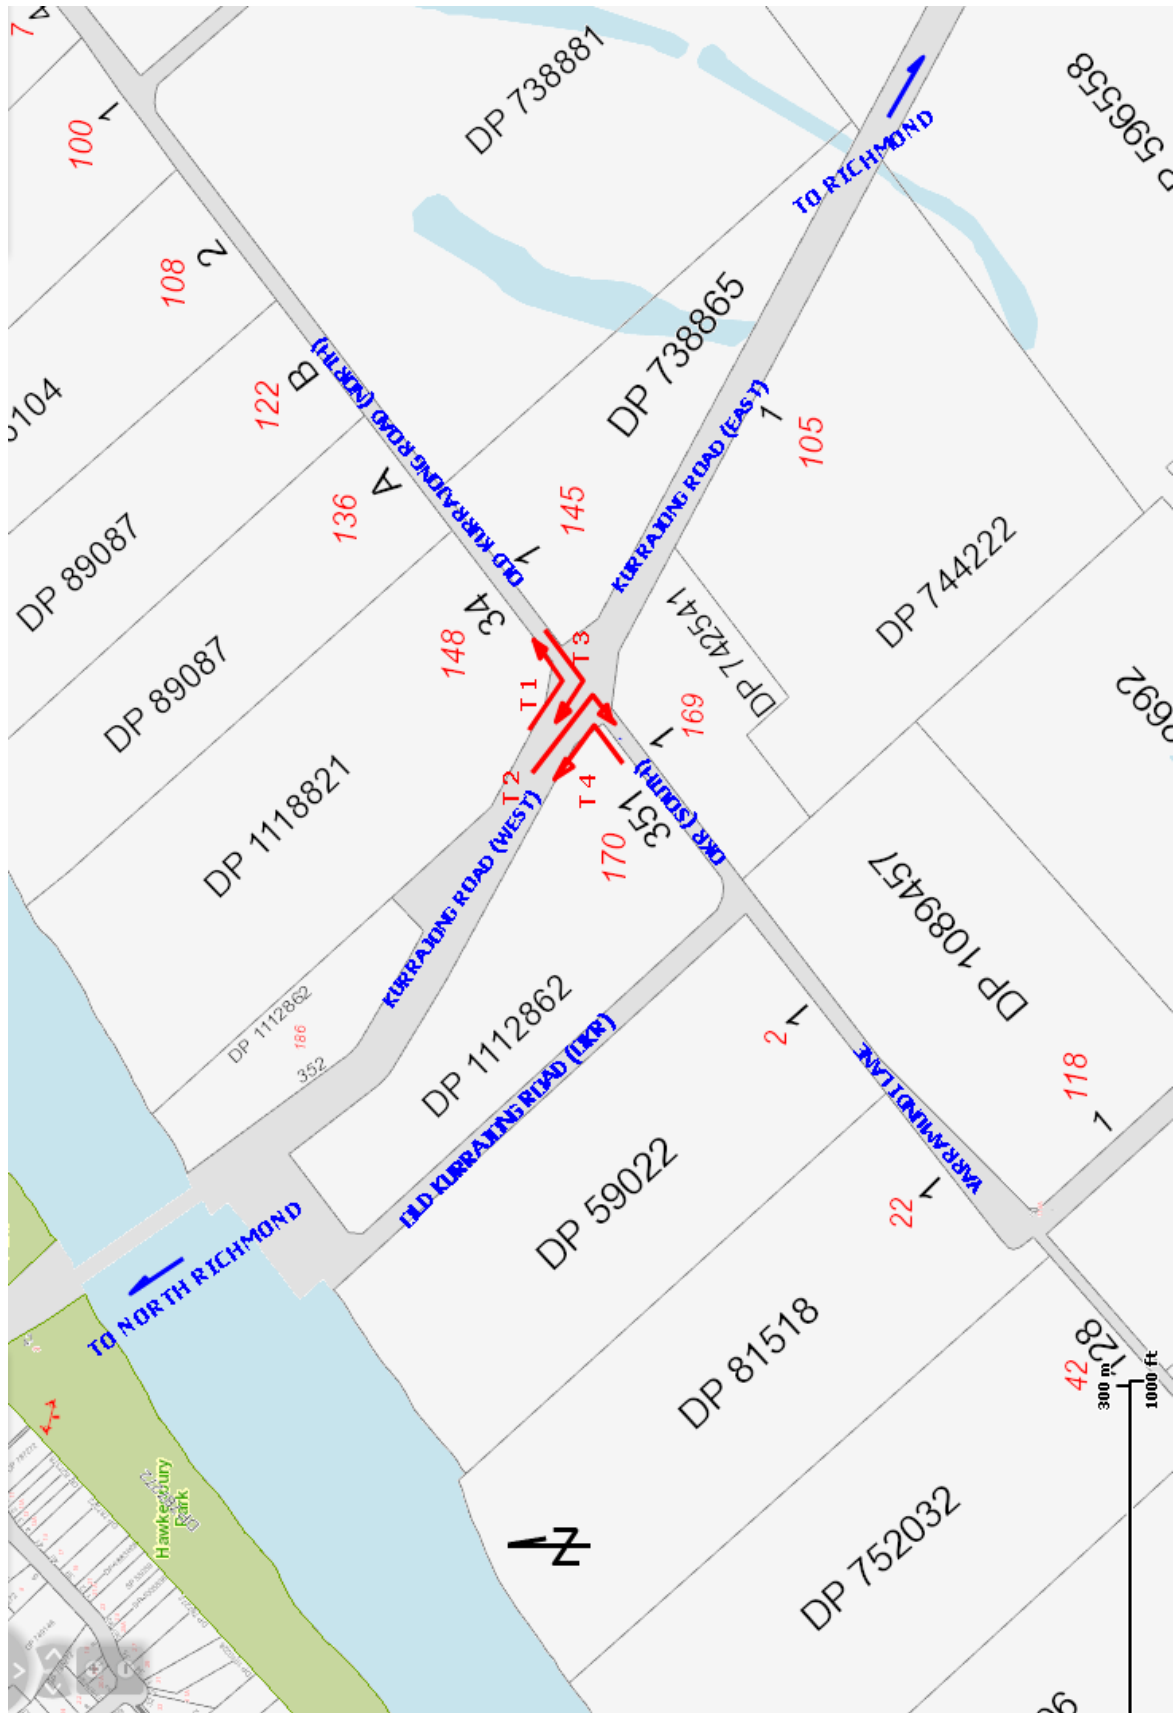 7
4
100
1
DP 738881
DP 596558
TO RICHMOND
108
2
DP 738865
122
B
OLD KURRAJONG ROAD (NORTH)
KURRAJONG ROAD (EAST)
1
105
136
A
145
1
DP 89087
148
34
DP 742541
DP 744222
DP 89087
T 1
T 3
T 2
T 4
1
169
DP 1118821
KURRAJONG ROAD (WEST)
170
351
OKR (SOUTH)
DP 1089457
DP 1112862
186
352
DP 1112862
OLD KURRAJONG ROAD (OKR)
2
1
YARRAMUNDI LANE
118
1
DP 59022
22
1
TO NORTH RICHMOND
DP 81518
42
128
300 m
1000 ft
Hawkesbury
Park
N
DP 752032